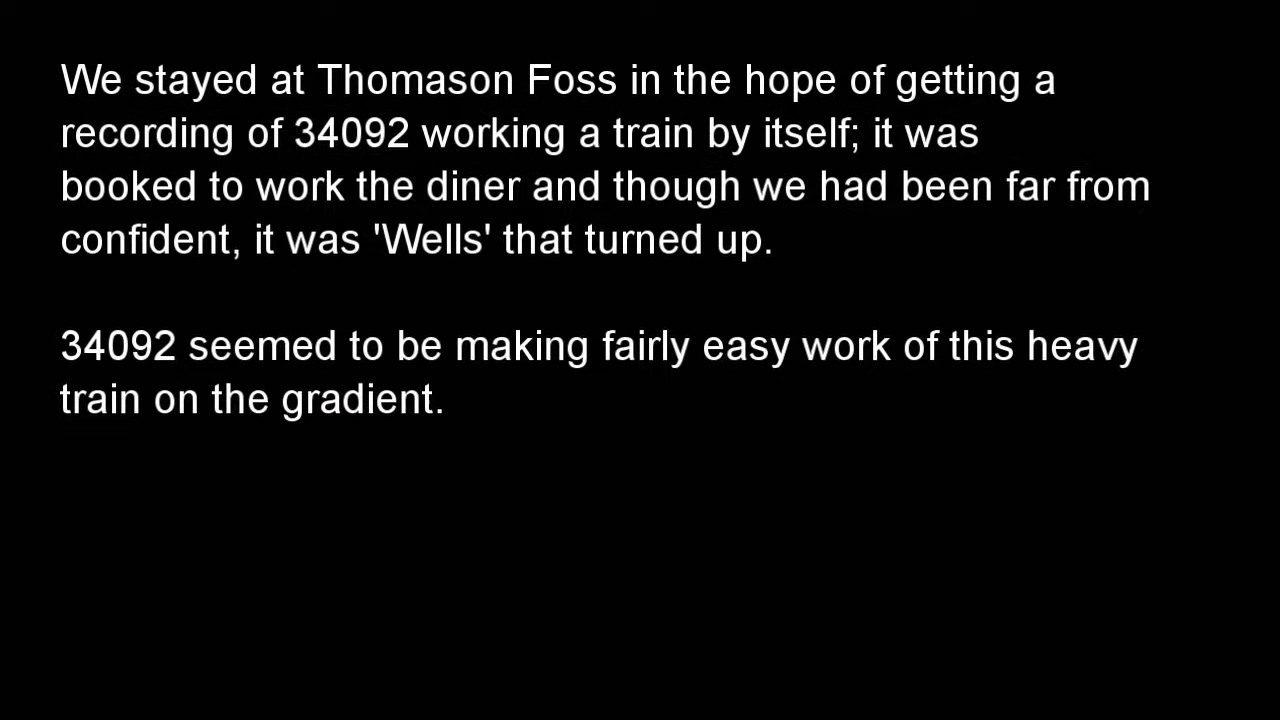 We stayed at Thomason Foss in the hope of getting a
recording of 34092 working a train by itself; it was
booked to work the diner and though we had been far from
confident, it was 'Wells' that turned up.
34092 seemed to be making fairly easy work of this heavy
train on the gradient.